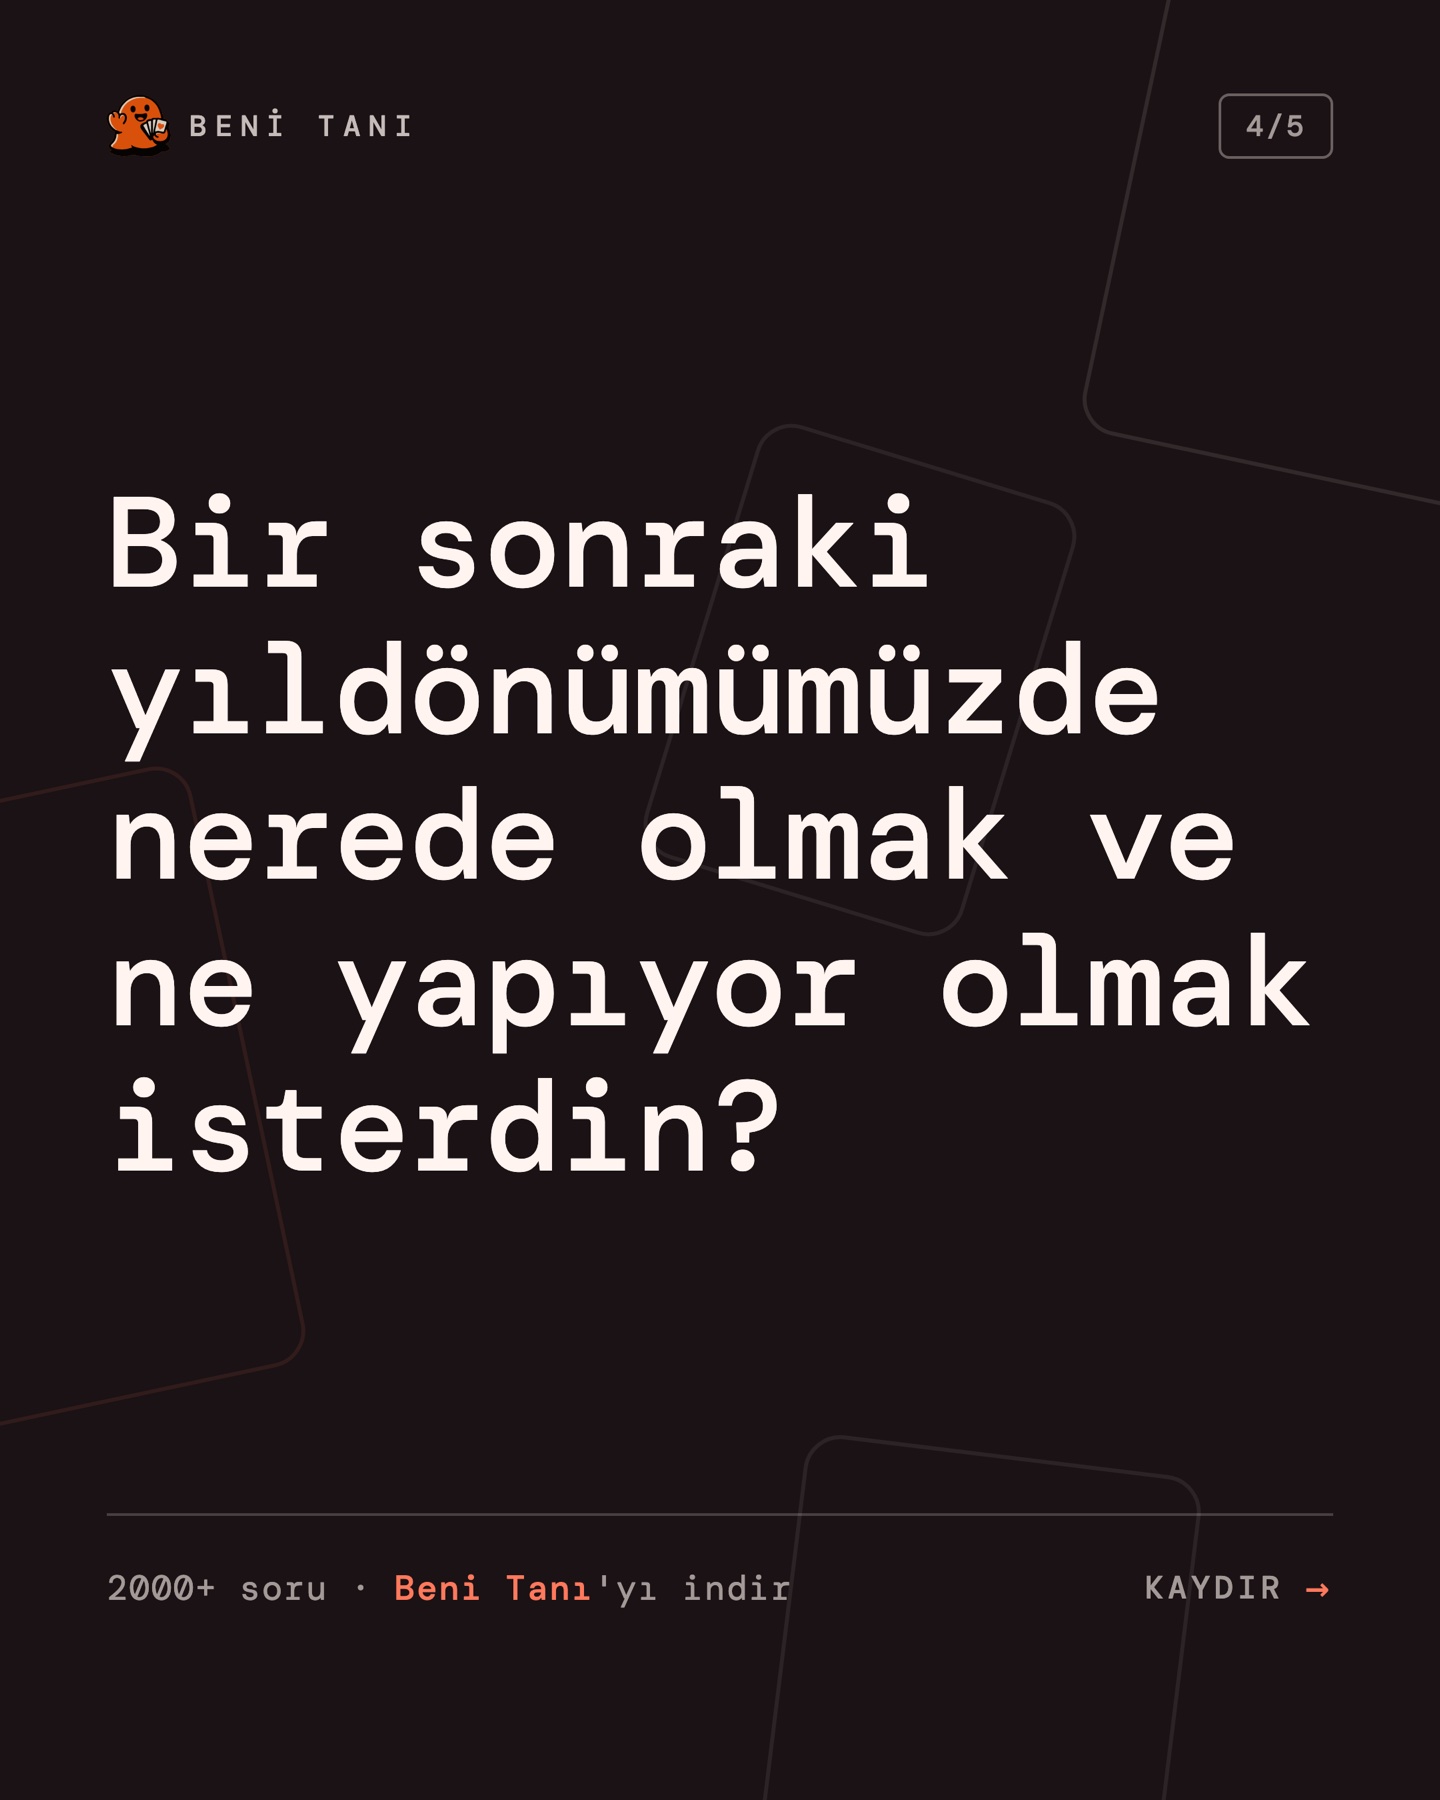 BENİ TANI
4/5
Bir sonraki
yıldönümümüzde
nerede olmak ve
ne yapıyor olmak
isterdin?
2000+ soru · Beni Tanı'yı indir
KAYDIR →